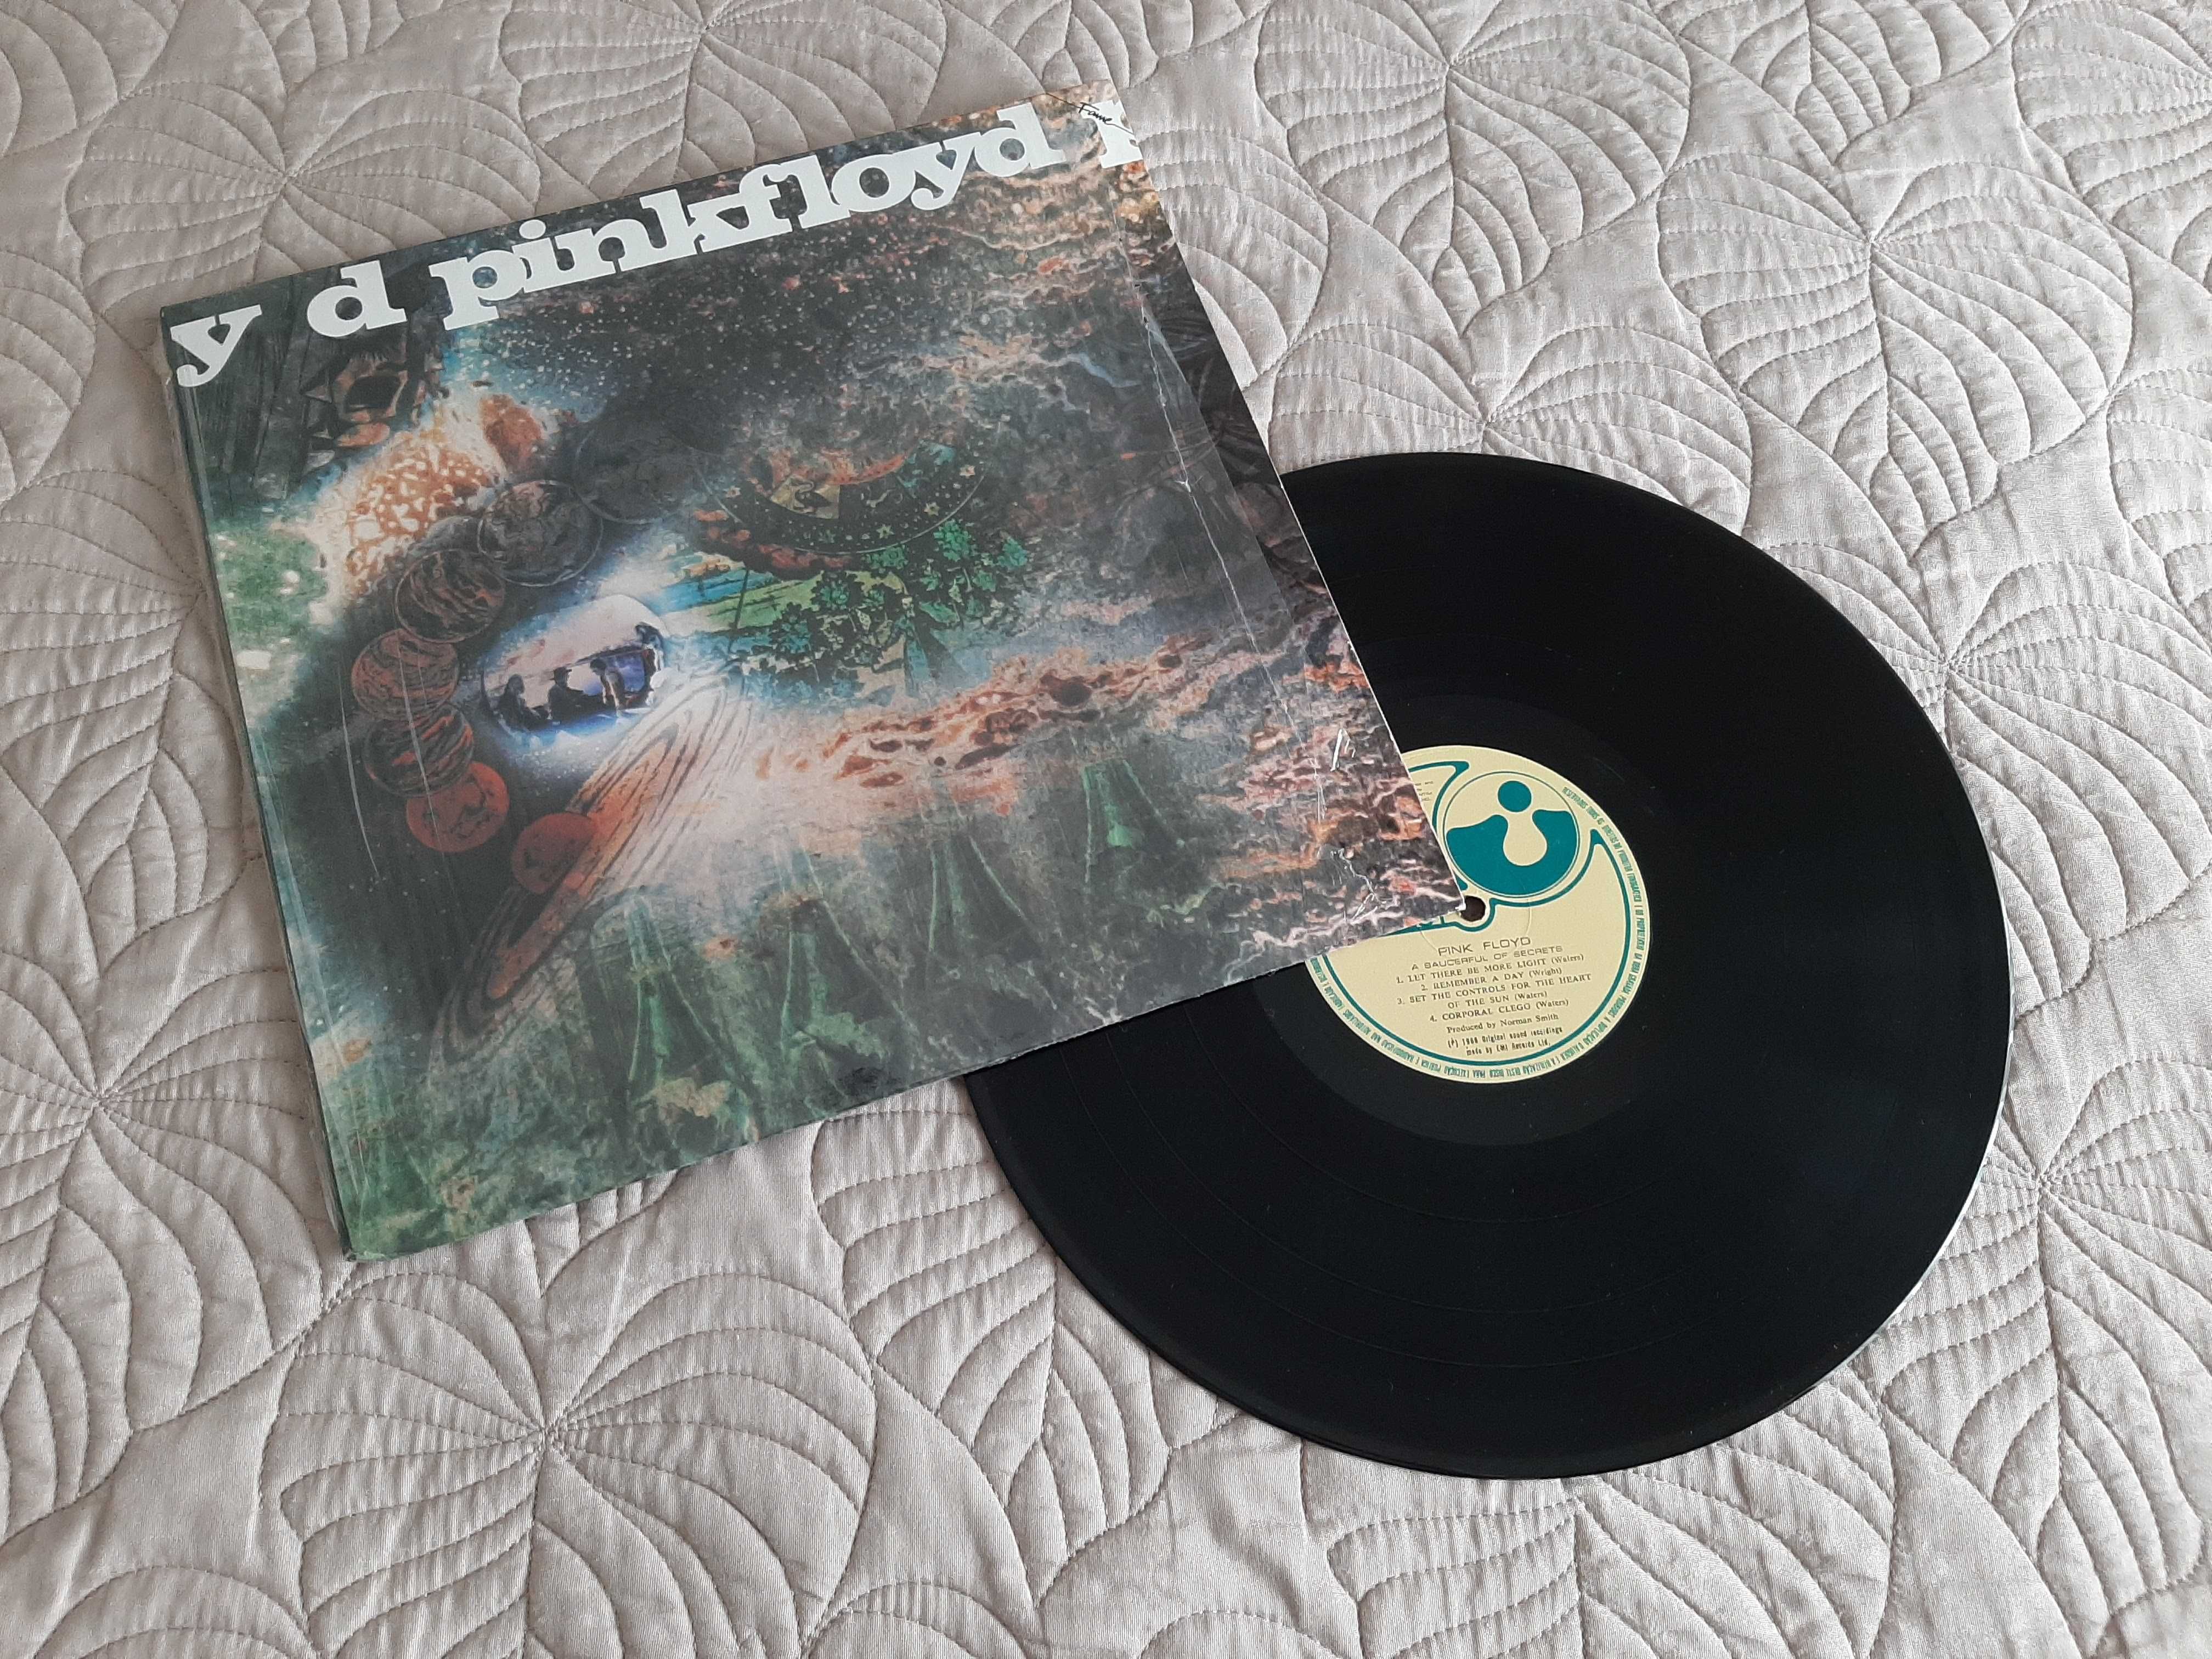 y d pinkfloyd p
Fame
PINK FLOYD
A SAUCERFUL OF SECRETS
1. LET THERE BE MORE LIGHT (Waters)
2. REMEMBER A DAY (Wright)
3. SET THE CONTROLS FOR THE HEART
OF THE SUN (Waters)
4. CORPORAL CLEGG (Waters)
Produced by Norman Smith
(P) 1968 Original sound recordings
made by EMI Records Ltd.